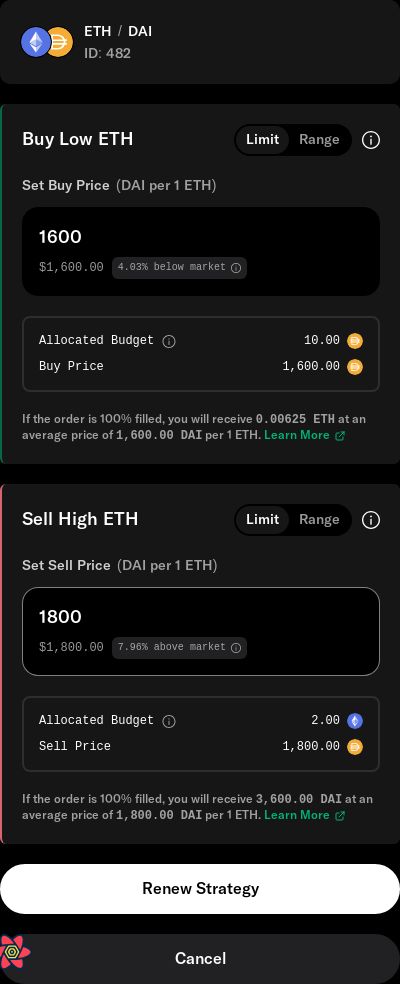 ETH / DAI
ID: 482
Buy Low ETH
Limit Range
Set Buy Price (DAI per 1 ETH)
1600
$1,600.00 4.03% below market
Allocated Budget 10.00
Buy Price 1,600.00
If the order is 100% filled, you will receive 0.00625 ETH at an
average price of 1,600.00 DAI per 1 ETH. Learn More
Sell High ETH
Limit Range
Set Sell Price (DAI per 1 ETH)
1800
$1,800.00 7.96% above market
Allocated Budget 2.00
Sell Price 1,800.00
If the order is 100% filled, you will receive 3,600.00 DAI at an
average price of 1,800.00 DAI per 1 ETH. Learn More
Renew Strategy
Cancel